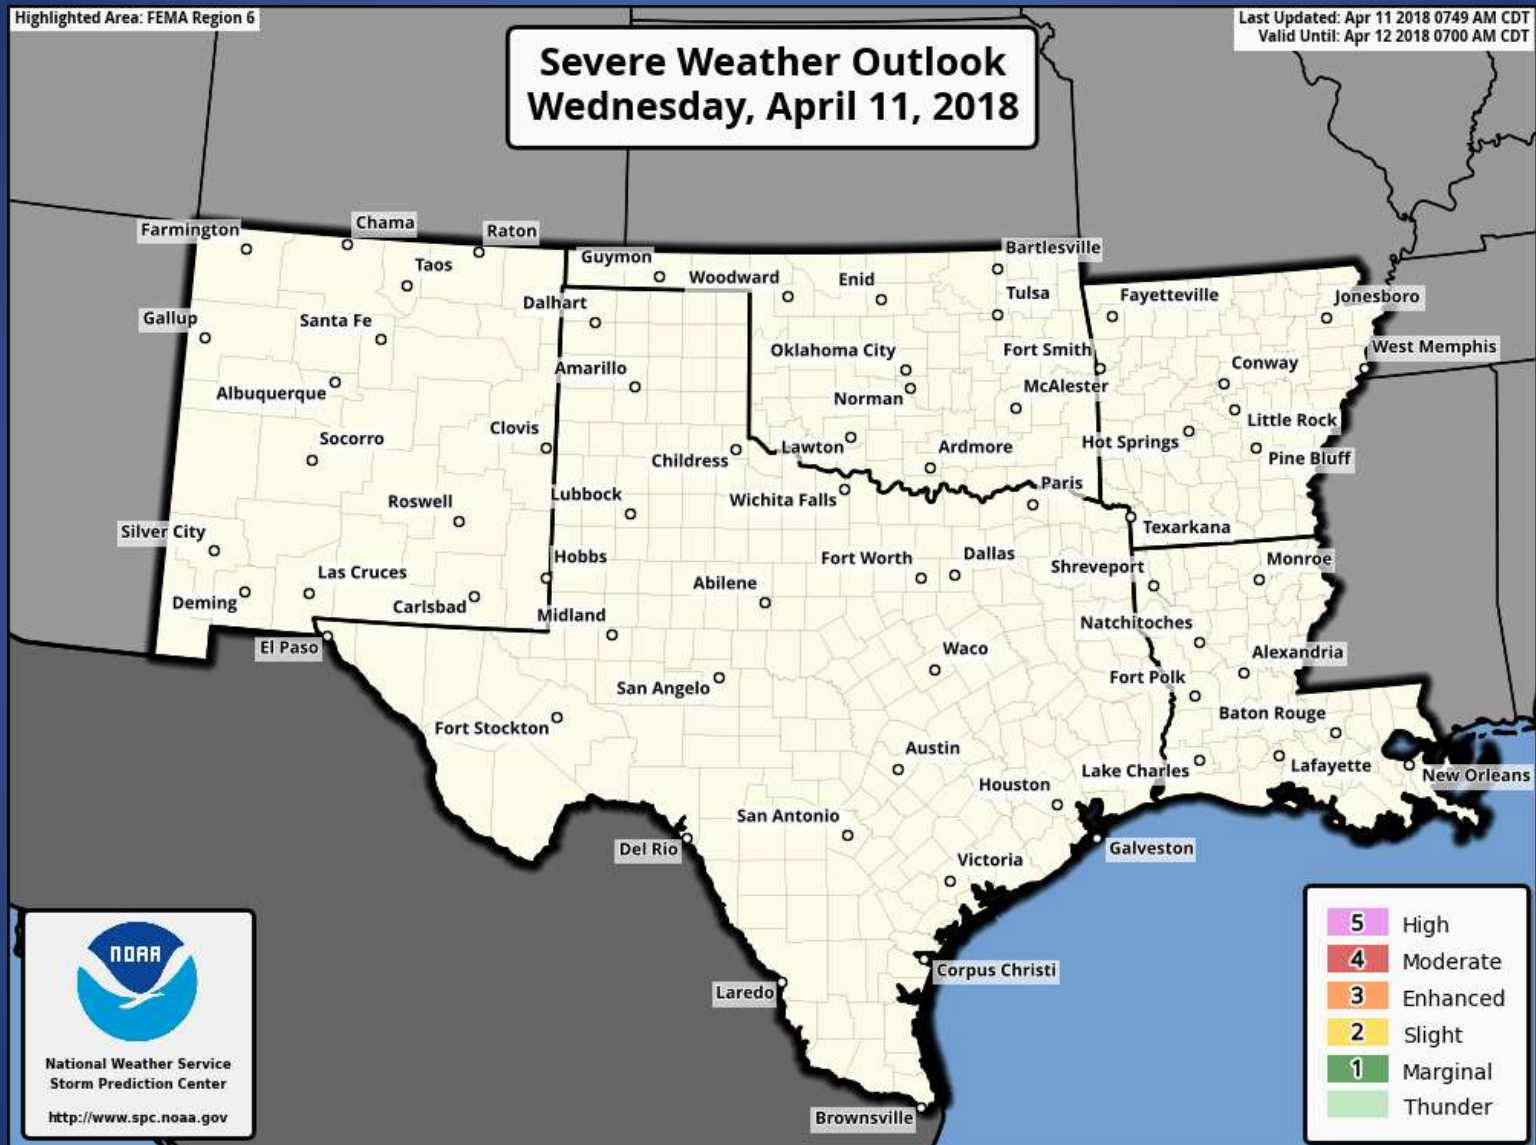 Highlighted Area: FEMA Region 6
Last Updated: Apr 11 2018 0749 AM CDT
Valid Until: Apr 12 2018 0700 AM CDT
Severe Weather Outlook
Wednesday, April 11, 2018
Farmington
Chama
Raton
Taos
Guymon
Woodward
Enid
Bartlesville
Tulsa
Dalhart
Fayetteville
Jonesboro
Gallup
Santa Fe
Oklahoma City
Fort Smith
Conway
West Memphis
Albuquerque
Amarillo
Norman
McAlester
Little Rock
Socorro
Clovis
Childress
Lawton
Ardmore
Hot Springs
Pine Bluff
Roswell
Lubbock
Wichita Falls
Paris
Texarkana
Silver City
Hobbs
Fort Worth
Dallas
Shreveport
Monroe
Las Cruces
Deming
Carlsbad
Midland
Abilene
Natchitoches
El Paso
San Angelo
Waco
Alexandria
Fort Polk
Fort Stockton
Baton Rouge
Austin
Houston
Lake Charles
Lafayette
New Orleans
San Antonio
Del Rio
Galveston
Victoria
Corpus Christi
Laredo
Brownsville
NOAA
National Weather Service
Storm Prediction Center
http://www.spc.noaa.gov
5 High
4 Moderate
3 Enhanced
2 Slight
1 Marginal
Thunder